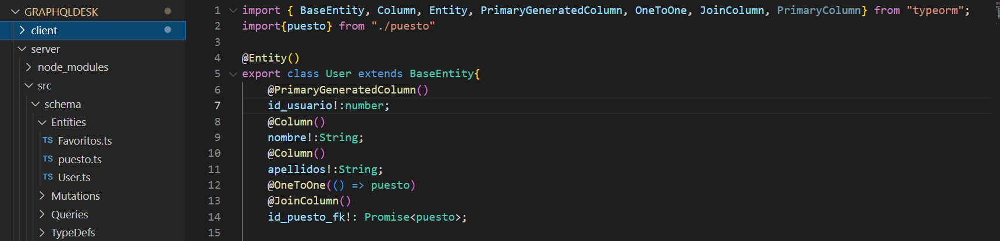 GRAPHQLDESK
client
server
node_modules
src
schema
Entities
TS Favoritos.ts
TS puesto.ts
TS User.ts
Mutations
Queries
TypeDefs
1 import { BaseEntity, Column, Entity, PrimaryGeneratedColumn, OneToOne, JoinColumn, PrimaryColumn} from "typeorm";
2 import{puesto} from "./puesto"
3
4 @Entity()
5 export class User extends BaseEntity{
6 @PrimaryGeneratedColumn()
7 id_usuario!:number;
8 @Column()
9 nombre!:String;
10 @Column()
11 apellidos!:String;
12 @OneToOne(() => puesto)
13 @JoinColumn()
14 id_puesto_fk!: Promise<puesto>;
15